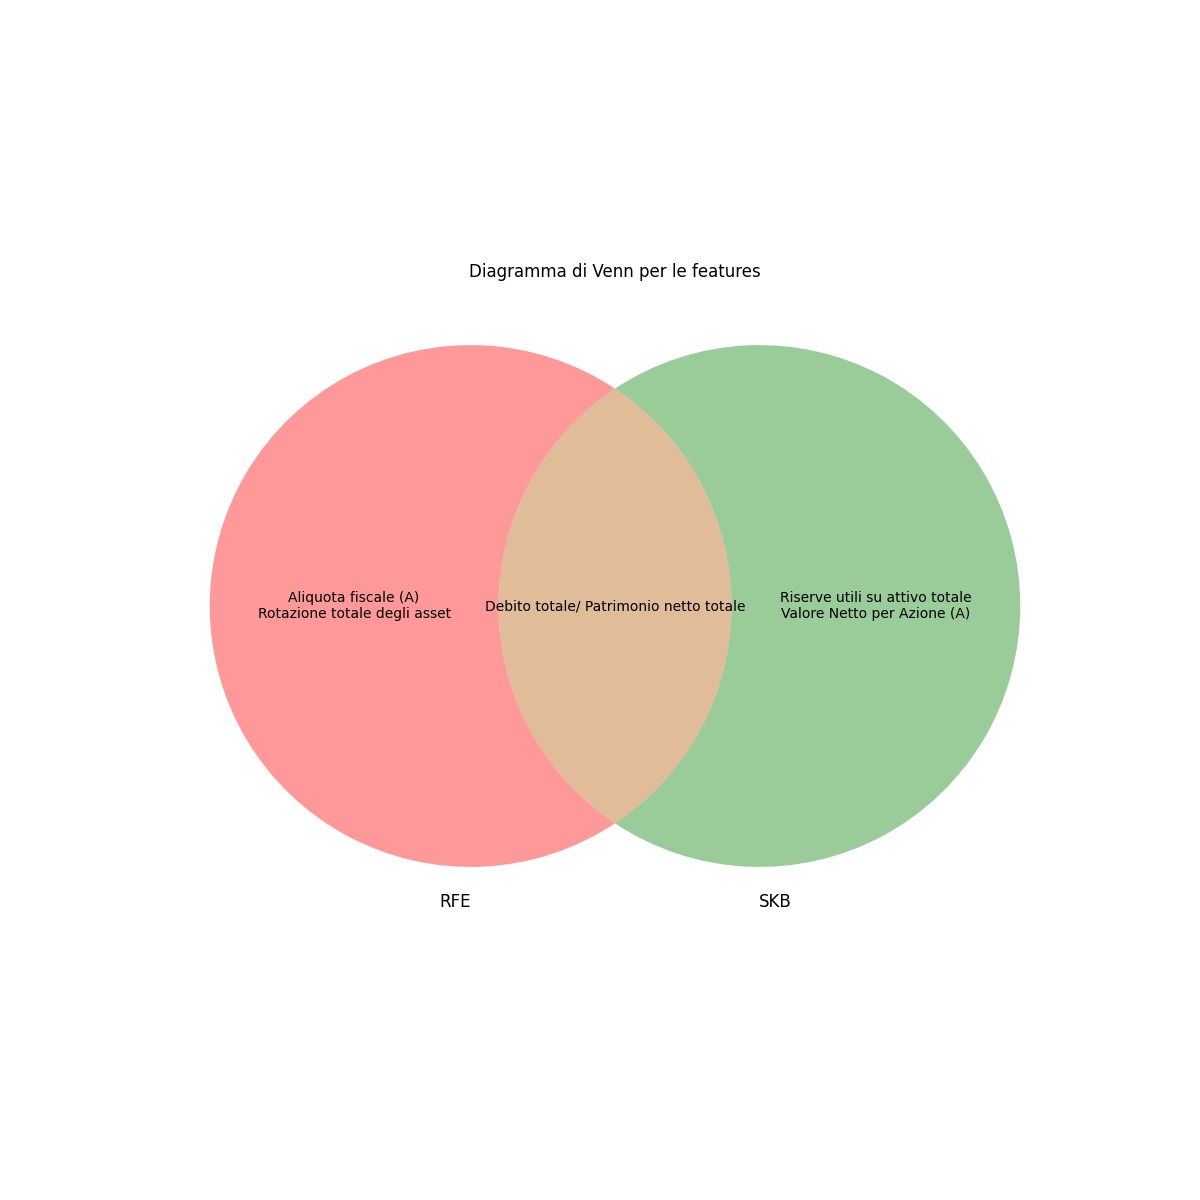 Diagramma di Venn per le features
Aliquota fiscale (A)
Rotazione totale degli asset
Debito totale/ Patrimonio netto totale
Riserve utili su attivo totale
Valore Netto per Azione (A)
RFE
SKB